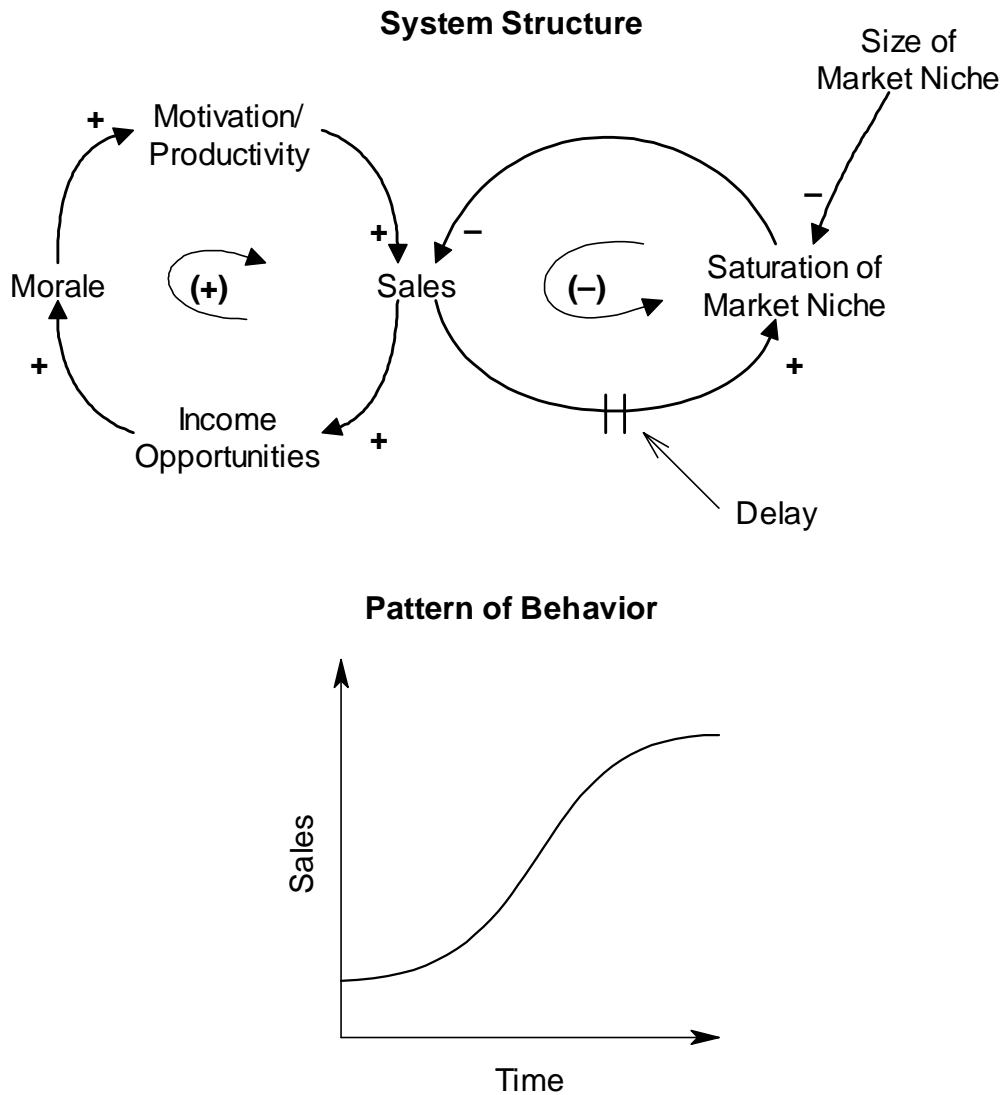 System Structure
Size of
Market Niche
Motivation/
Productivity
+
+
–
–
Morale
(+)
Sales
(–)
Saturation of
Market Niche
+
+
Income
Opportunities
+
Delay
Pattern of Behavior
Sales
Time